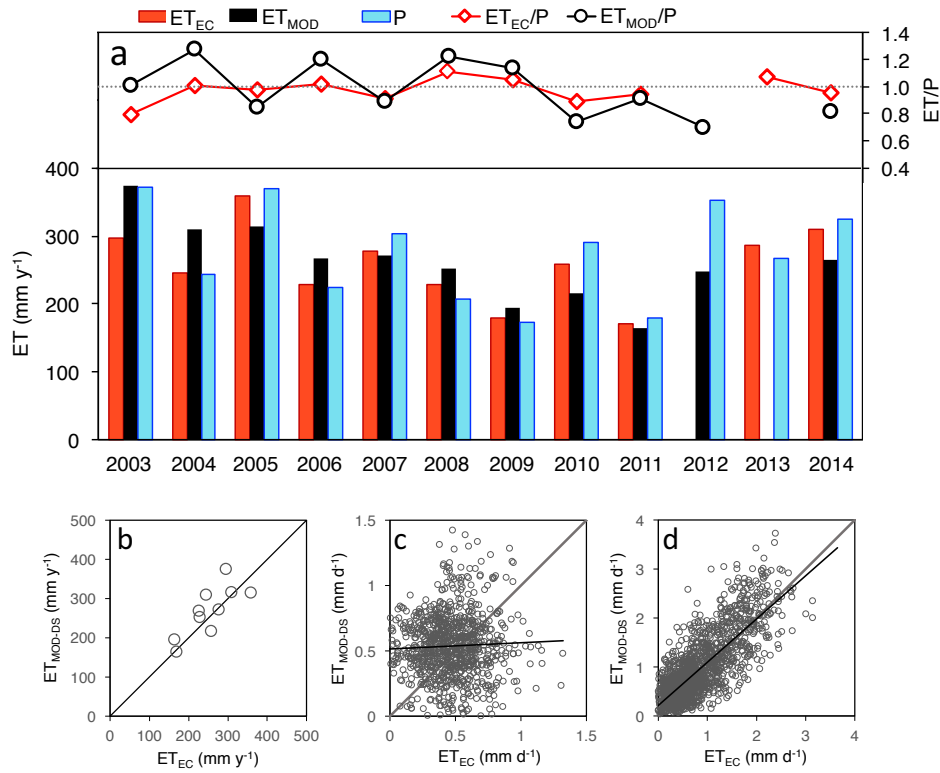 ET_EC ET_MOD P ET_EC/P ET_MOD/P
a
1.4
1.2
1.0
0.8
0.6
0.4
ET/P
400
300
200
100
0
ET (mm y⁻¹)
2003 2004 2005 2006 2007 2008 2009 2010 2011 2012 2013 2014
b
500
400
300
200
100
0
ET_MOD-DS (mm y⁻¹)
0 100 200 300 400 500
ET_EC (mm y⁻¹)
c
1.5
1
0.5
0
ET_MOD-DS (mm d⁻¹)
0 0.5 1 1.5
ET_EC (mm d⁻¹)
d
4
3
2
1
0
ET_MOD-DS (mm d⁻¹)
0 1 2 3 4
ET_EC (mm d⁻¹)